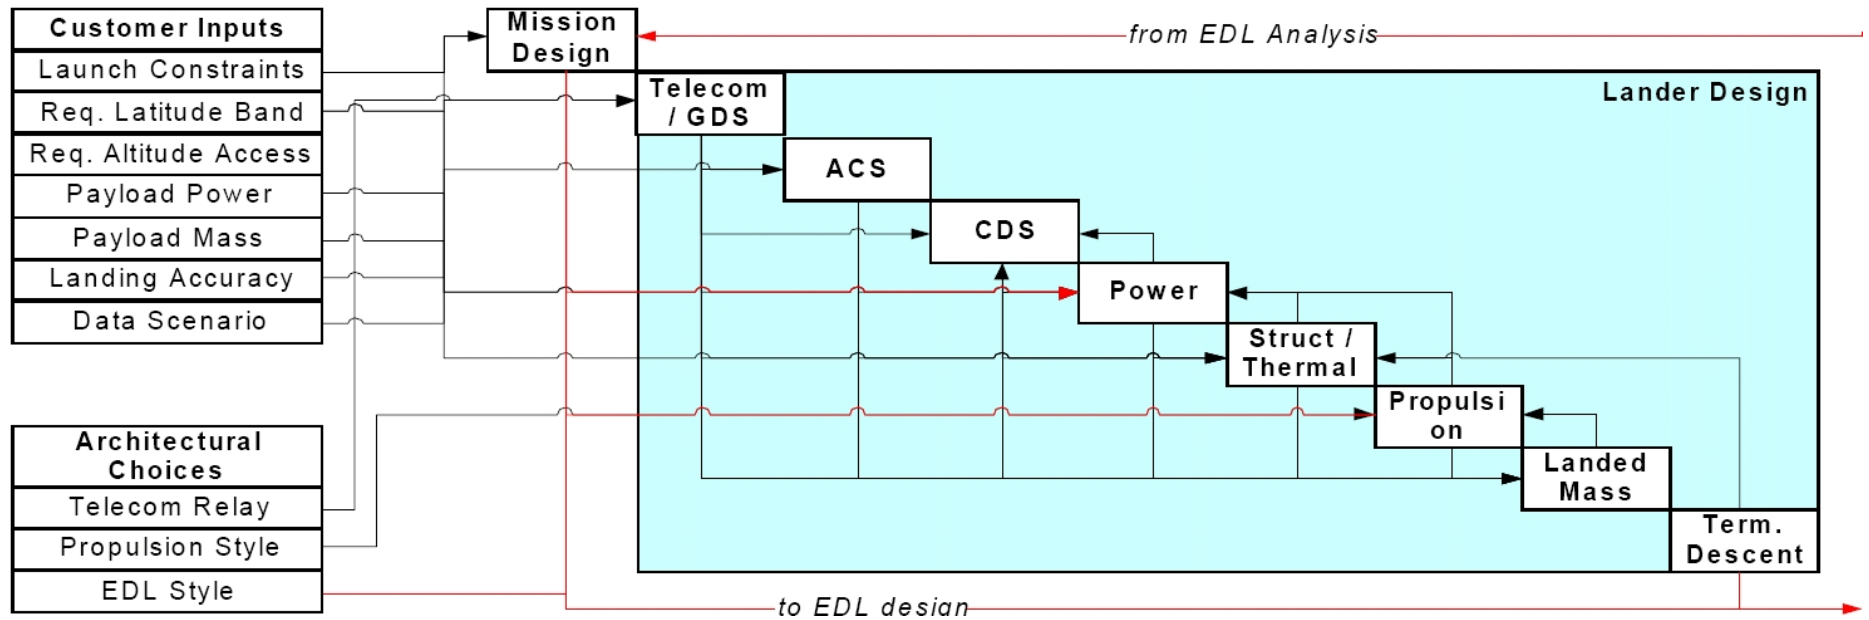 Customer Inputs
Launch Constraints
Req. Latitude Band
Req. Altitude Access
Payload Power
Payload Mass
Landing Accuracy
Data Scenario
Architectural
Choices
Telecom Relay
Propulsion Style
EDL Style
Mission
Design
from EDL Analysis
Lander Design
Telecom
/ GDS
ACS
CDS
Power
Struct /
Thermal
Propulsi
on
Landed
Mass
Term.
Descent
to EDL design